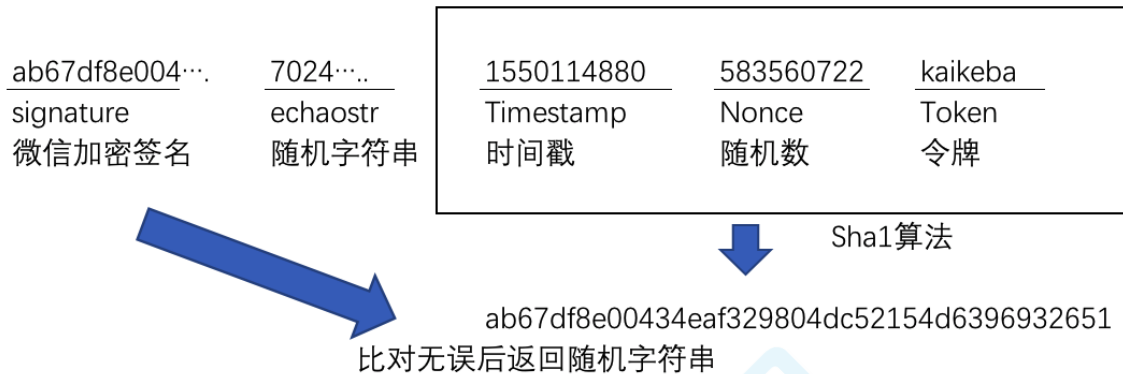 ab67df8e004…. 7024….. 1550114880 583560722 kaikeba
signature echaostr Timestamp Nonce Token
微信加密签名 随机字符串 时间戳 随机数 令牌
Sha1算法
ab67df8e00434eaf329804dc52154d6396932651
比对无误后返回随机字符串